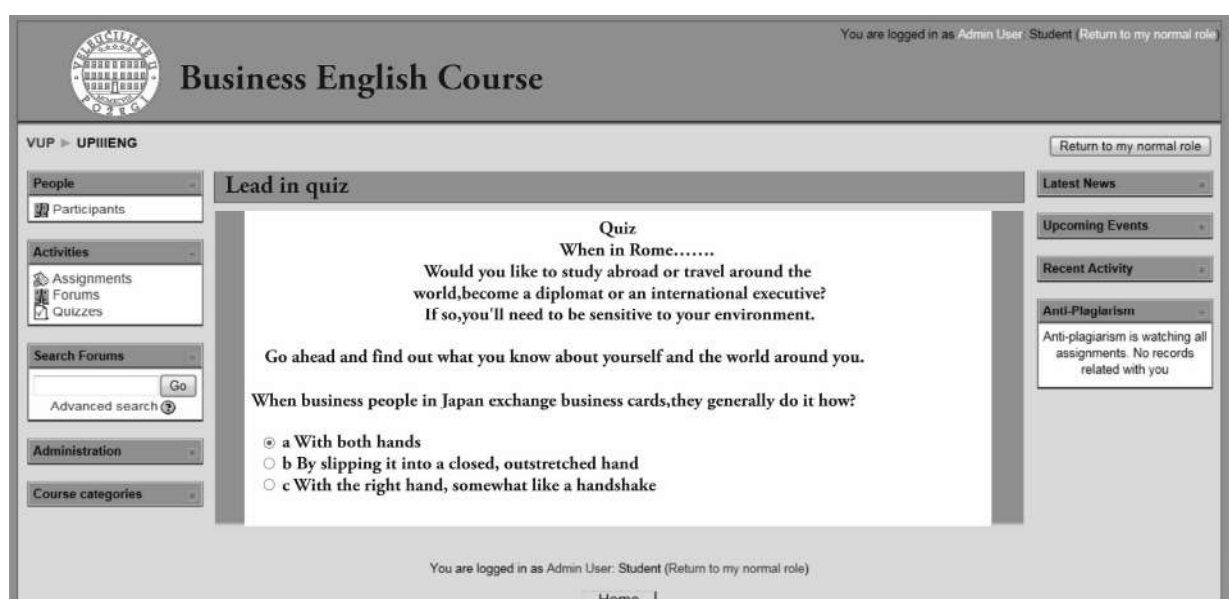 VELEUČILIŠTE U POŽEGI
You are logged in as Admin User: Student (Return to my normal role)
Business English Course
VUP ► UPIIIENG
Return to my normal role
People
Participants
Activities
Assignments
Forums
Quizzes
Search Forums
Go
Advanced search ?
Administration
Course categories
Lead in quiz
Quiz
When in Rome.......
Would you like to study abroad or travel around the
world,become a diplomat or an international executive?
If so,you'll need to be sensitive to your environment.
Go ahead and find out what you know about yourself and the world around you.
When business people in Japan exchange business cards,they generally do it how?
a With both hands
b By slipping it into a closed, outstretched hand
c With the right hand, somewhat like a handshake
Latest News
Upcoming Events
Recent Activity
Anti-Plagiarism
Anti-plagiarism is watching all
assignments. No records
related with you
You are logged in as Admin User: Student (Return to my normal role)
Home